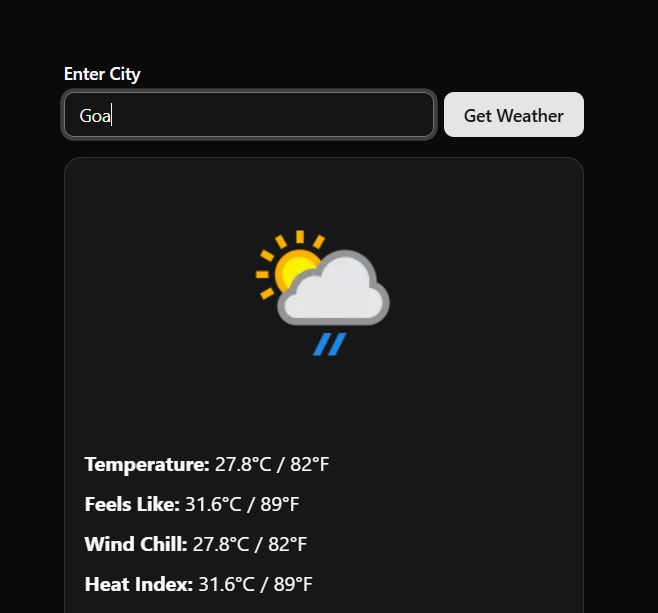 Enter City
Goa
Get Weather
Temperature: 27.8°C / 82°F
Feels Like: 31.6°C / 89°F
Wind Chill: 27.8°C / 82°F
Heat Index: 31.6°C / 89°F